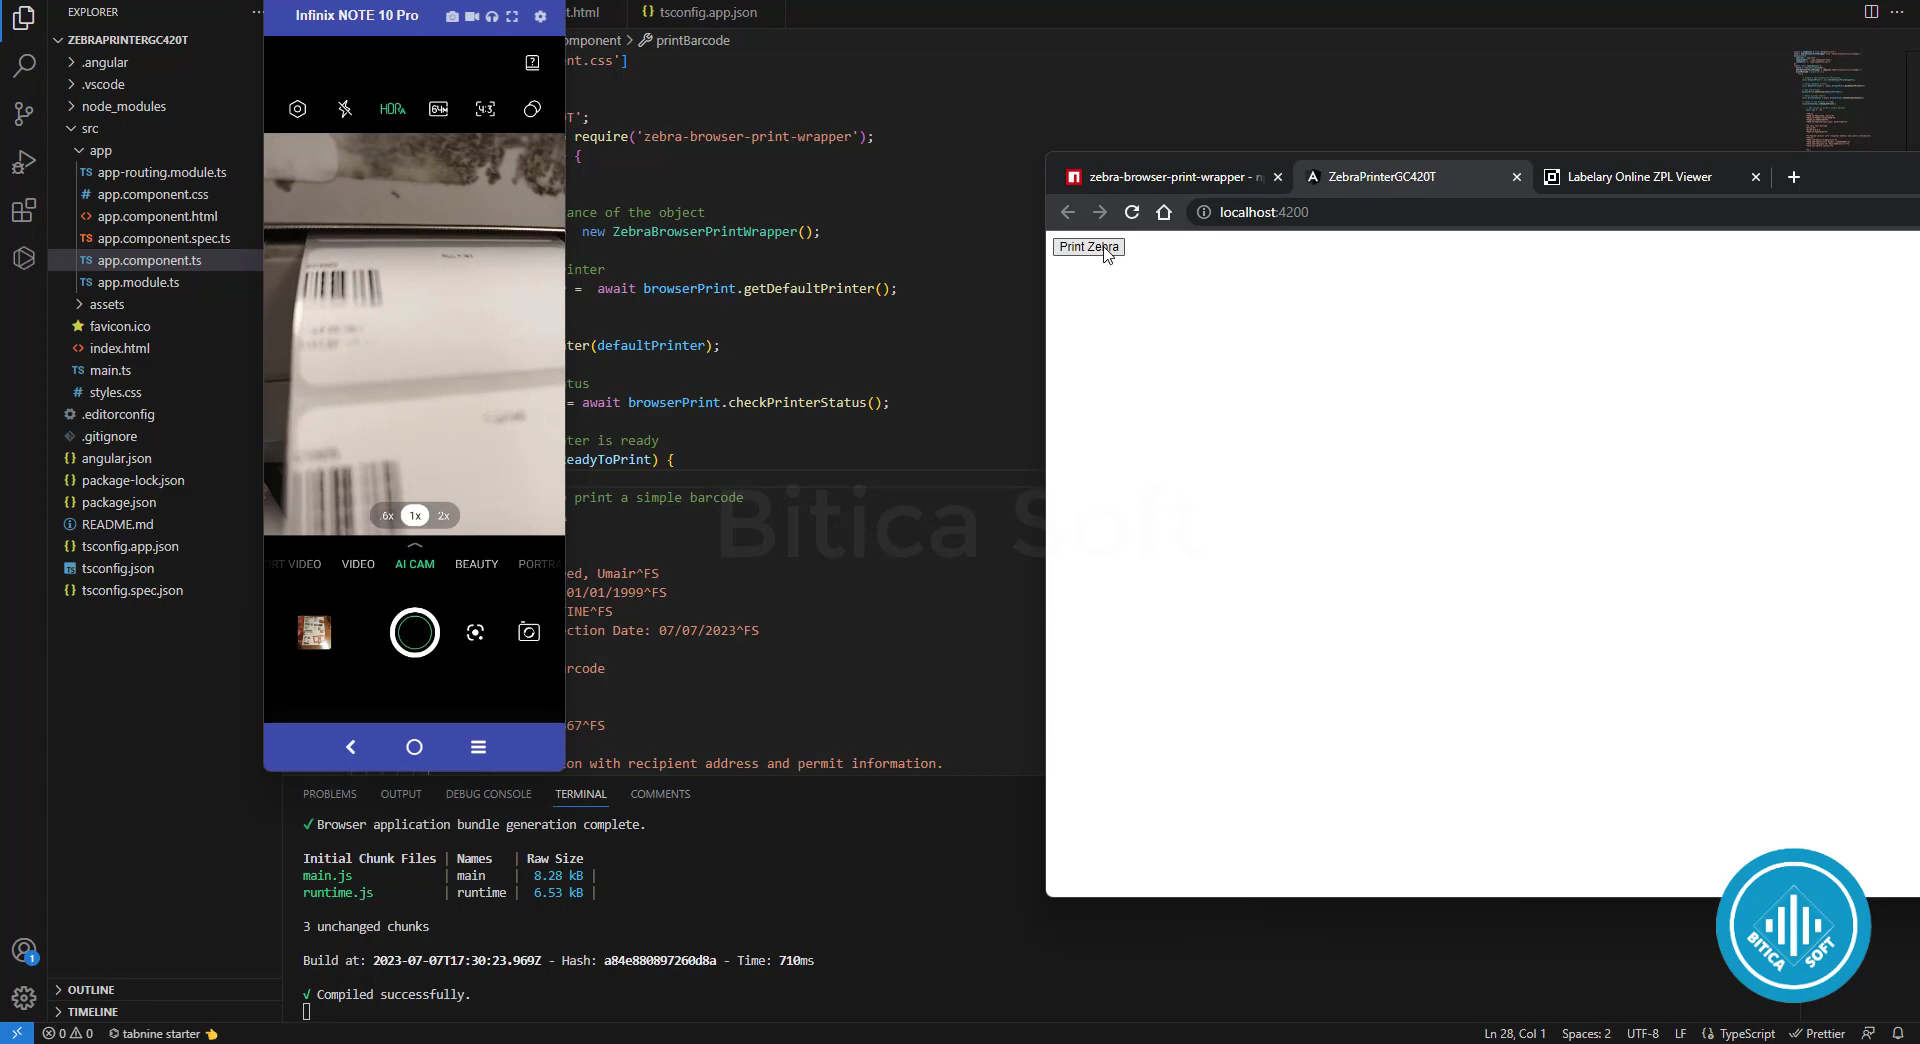 EXPLORER
ZEBRAPRINTERGC420T
.angular
.vscode
node_modules
src
app
TS app-routing.module.ts
# app.component.css
<> app.component.html
TS app.component.spec.ts
TS app.component.ts
TS app.module.ts
assets
favicon.ico
<> index.html
TS main.ts
# styles.css
.editorconfig
.gitignore
{} angular.json
{} package-lock.json
{} package.json
README.md
{} tsconfig.app.json
TS tsconfig.json
{} tsconfig.spec.json
OUTLINE
TIMELINE
Infinix NOTE 10 Pro
HDR
64M
4:3
.6x 1x 2x
RT VIDEO VIDEO AI CAM BEAUTY PORTRA
t.html
{} tsconfig.app.json
mponent > printBarcode
nt.css']
T';
require('zebra-browser-print-wrapper');
{
ance of the object
new ZebraBrowserPrintWrapper();
inter
= await browserPrint.getDefaultPrinter();
ter(defaultPrinter);
tus
= await browserPrint.checkPrinterStatus();
ter is ready
eadyToPrint) {
print a simple barcode
ed, Umair^FS
01/01/1999^FS
INE^FS
ection Date: 07/07/2023^FS
rcode
67^FS
on with recipient address and permit information.
Bitica Soft
zebra-browser-print-wrapper - n
ZebraPrinterGC420T
Labelary Online ZPL Viewer
localhost:4200
Print Zebra
PROBLEMS OUTPUT DEBUG CONSOLE TERMINAL COMMENTS
√ Browser application bundle generation complete.
Initial Chunk Files | Names | Raw Size
main.js | main | 8.28 kB |
runtime.js | runtime | 6.53 kB |
3 unchanged chunks
Build at: 2023-07-07T17:30:23.969Z - Hash: a84e880897260d8a - Time: 710ms
√ Compiled successfully.
BITICA SOFT
1
0 0 tabnine starter
Ln 28, Col 1 Spaces: 2 UTF-8 LF {} TypeScript Prettier